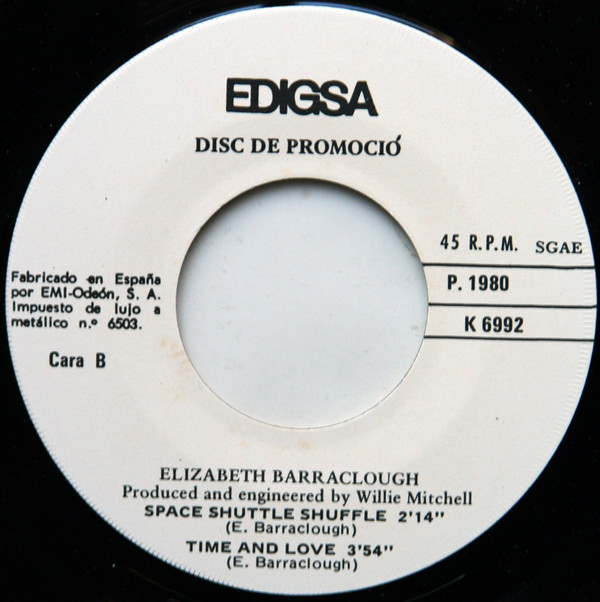 EDIGSA
DISC DE PROMOCIÓ
45 R.P.M. SGAE
P. 1980
K 6992
Fabricado en España
por EMI-Odeón, S. A.
Impuesto de lujo a
metálico n.º 6503.
Cara B
ELIZABETH BARRACLOUGH
Produced and engineered by Willie Mitchell
SPACE SHUTTLE SHUFFLE 2'14"
(E. Barraclough)
TIME AND LOVE 3'54"
(E. Barraclough)